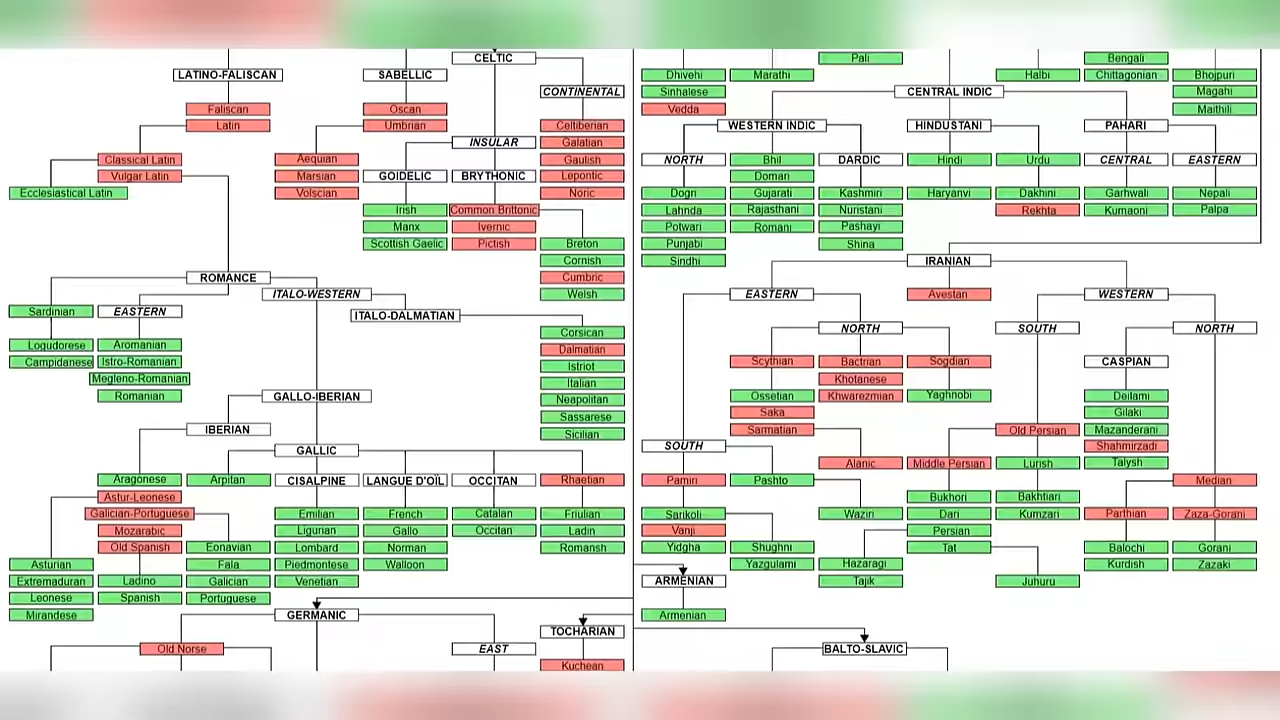 CELTIC
LATINO-FALISCAN
SABELLIC
CONTINENTAL
Faliscan
Oscan
Latin
Umbrian
Celtiberian
INSULAR
Galatian
Classical Latin
Aequian
Gaulish
Vulgar Latin
Marsian
GOIDELIC
BRYTHONIC
Lepontic
Ecclesiastical Latin
Volscian
Noric
Irish
Common Brittonic
Manx
Ivernic
Scottish Gaelic
Pictish
Breton
Cornish
ROMANCE
Cumbric
ITALO-WESTERN
Welsh
Sardinian
EASTERN
ITALO-DALMATIAN
Corsican
Logudorese
Aromanian
Dalmatian
Campidanese
Istro-Romanian
Istriot
Megleno-Romanian
Italian
Romanian
GALLO-IBERIAN
Neapolitan
Sassarese
IBERIAN
Sicilian
GALLIC
Aragonese
Arpitan
CISALPINE
LANGUE D'OÏL
OCCITAN
Rhaetian
Astur-Leonese
Galician-Portuguese
Emilian
French
Catalan
Friulian
Mozarabic
Ligurian
Gallo
Occitan
Ladin
Old Spanish
Eonavian
Lombard
Norman
Romansh
Asturian
Fala
Piedmontese
Walloon
Extremaduran
Ladino
Galician
Venetian
Leonese
Spanish
Portuguese
Mirandese
GERMANIC
TOCHARIAN
Old Norse
EAST
Kuchean
Pali
Bengali
Dhivehi
Marathi
Halbi
Chittagonian
Bhojpuri
Sinhalese
CENTRAL INDIC
Magahi
Vedda
Maithili
WESTERN INDIC
HINDUSTANI
PAHARI
NORTH
Bhil
DARDIC
Hindi
Urdu
CENTRAL
EASTERN
Domari
Dogri
Gujarati
Kashmiri
Haryanvi
Dakhini
Garhwali
Nepali
Lahnda
Rajasthani
Nuristani
Rekhta
Kumaoni
Palpa
Potwari
Romani
Pashayi
Punjabi
Shina
Sindhi
IRANIAN
EASTERN
Avestan
WESTERN
NORTH
SOUTH
NORTH
Scythian
Bactrian
Sogdian
CASPIAN
Khotanese
Ossetian
Khwarezmian
Yaghnobi
Deilami
Saka
Gilaki
Sarmatian
Old Persian
Mazanderani
SOUTH
Shahmirzadi
Alanic
Middle Persian
Lurish
Talysh
Pamiri
Pashto
Median
Bukhori
Bakhtiari
Sarikoli
Waziri
Dari
Kumzari
Parthian
Zaza-Gorani
Vanji
Persian
Yidgha
Shughni
Tat
Balochi
Gorani
Yazgulami
Hazaragi
Kurdish
Zazaki
ARMENIAN
Tajik
Juhuru
Armenian
BALTO-SLAVIC